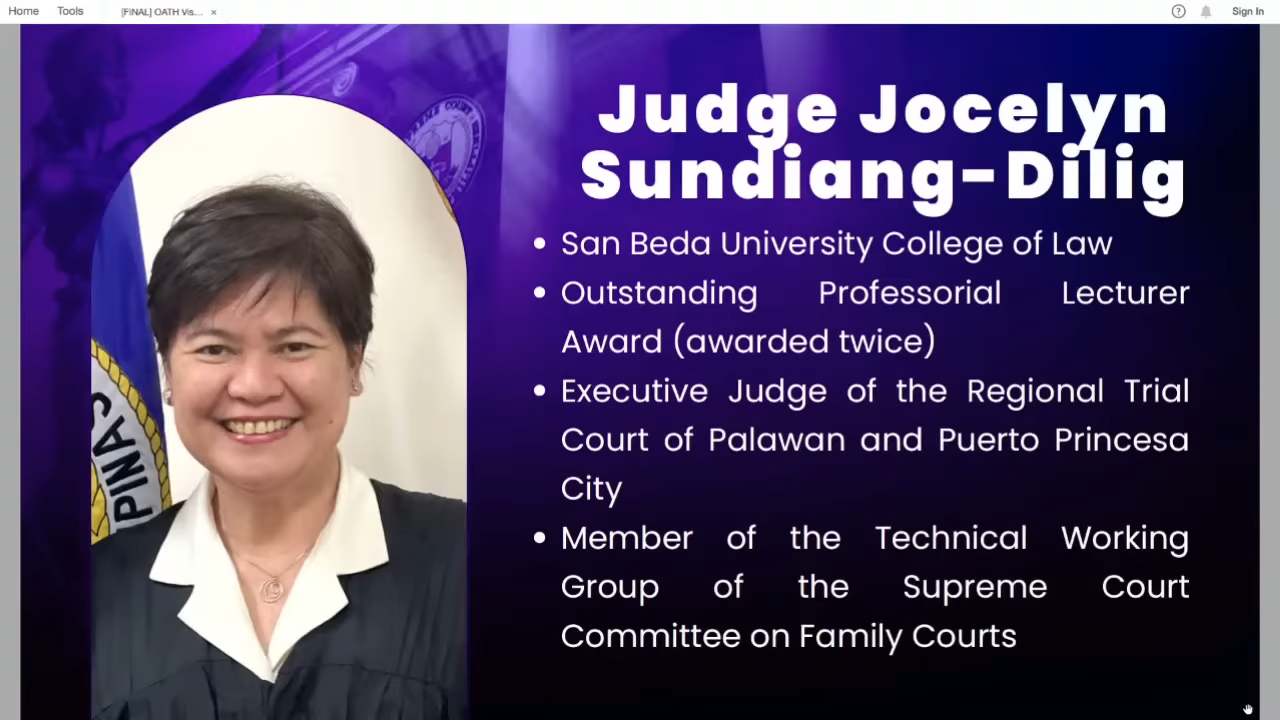 Home Tools [FINAL] OATH Vis... × ? Sign In
Judge Jocelyn
Sundiang-Dilig
• San Beda University College of Law
• Outstanding Professorial Lecturer
Award (awarded twice)
• Executive Judge of the Regional Trial
Court of Palawan and Puerto Princesa
City
• Member of the Technical Working
Group of the Supreme Court
Committee on Family Courts
PINAS